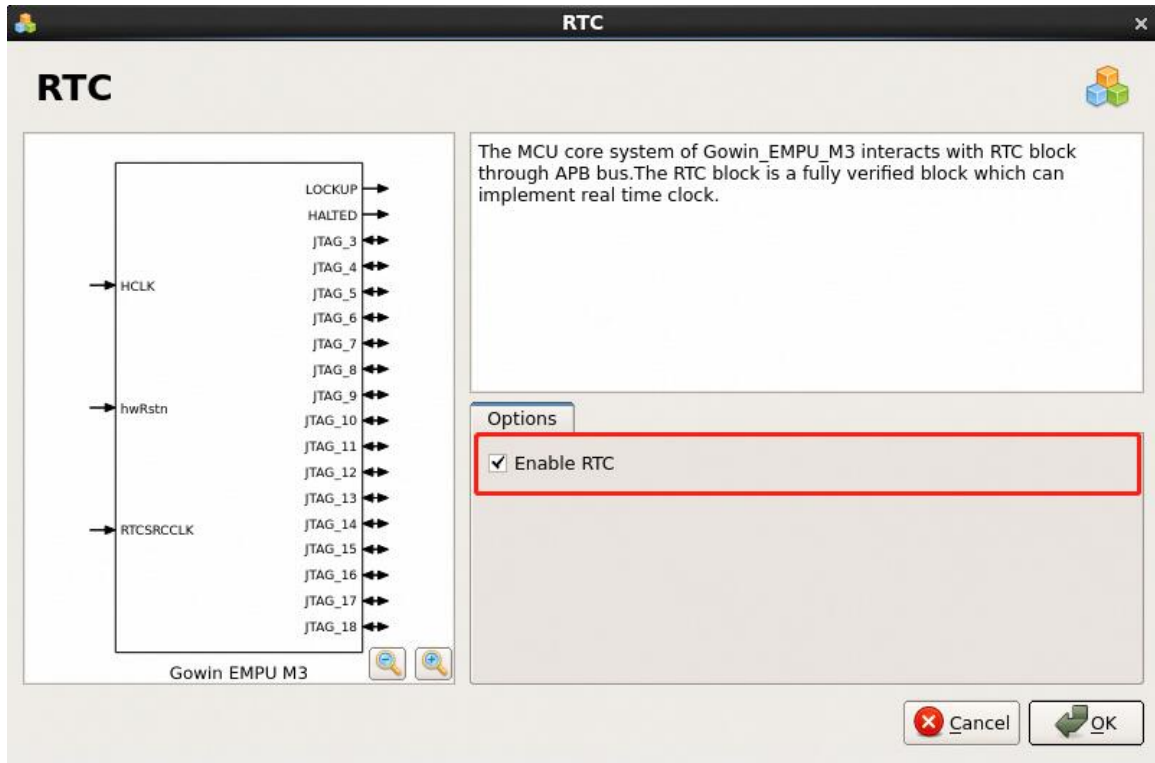 RTC
RTC
LOCKUP
HALTED
JTAG_3
JTAG_4
HCLK
JTAG_5
JTAG_6
JTAG_7
JTAG_8
JTAG_9
hwRstn
JTAG_10
JTAG_11
JTAG_12
JTAG_13
JTAG_14
RTCSRCCLK
JTAG_15
JTAG_16
JTAG_17
JTAG_18
Gowin EMPU M3
The MCU core system of Gowin_EMPU_M3 interacts with RTC block
through APB bus.The RTC block is a fully verified block which can
implement real time clock.
Options
Enable RTC
Cancel
OK